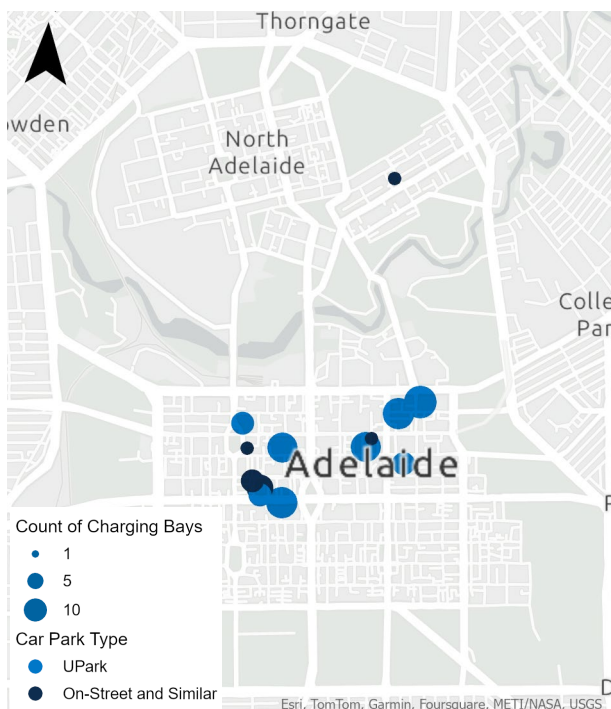 Thorngate
owden
North
Adelaide
Colle
Par
Adelaide
F
Count of Charging Bays
1
5
10
Car Park Type
UPark
On-Street and Similar
D
Esri, TomTom, Garmin, Foursquare, METI/NASA, USGS